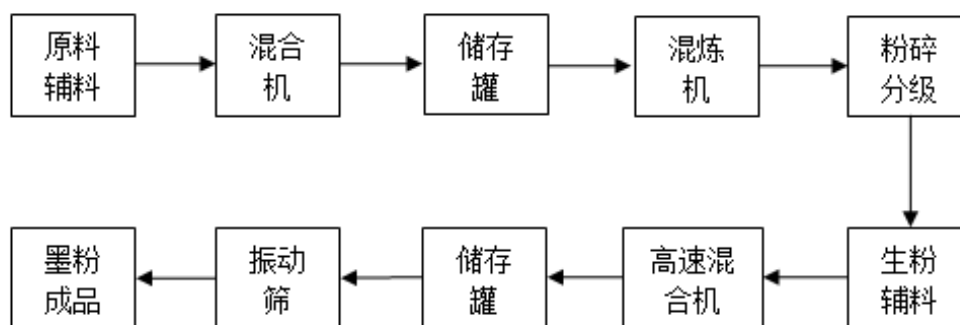 原料
辅料
混合
机
储存
罐
混炼
机
粉碎
分级
生粉
辅料
高速混
合机
储存
罐
振动
筛
墨粉
成品